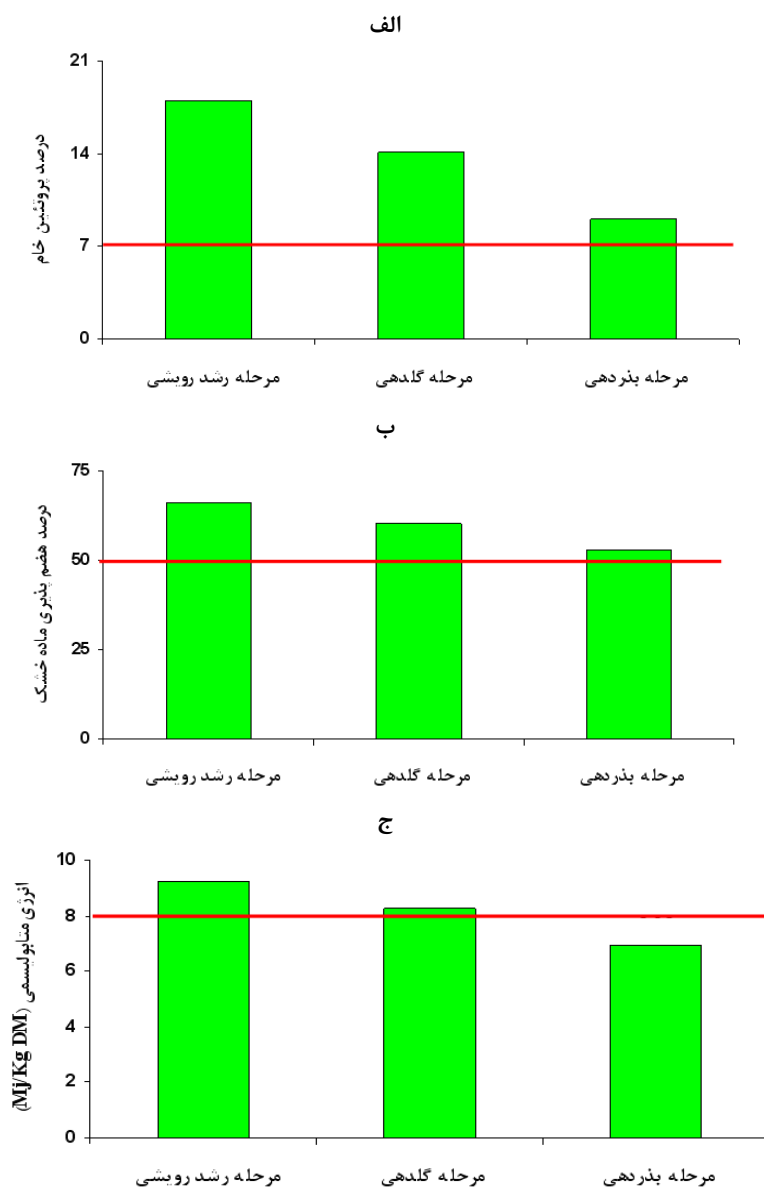 الف
درصد پروتئین خام
21
14
7
0
مرحله رشد رویشی مرحله گلدهی مرحله بذردهی
ب
درصد هضم پذیری ماده خشک
75
50
25
0
مرحله رشد رویشی مرحله گلدهی مرحله بذردهی
ج
انرژی متابولیسمی (Mj/Kg DM)
10
8
6
4
2
0
مرحله رشد رویشی مرحله گلدهی مرحله بذردهی